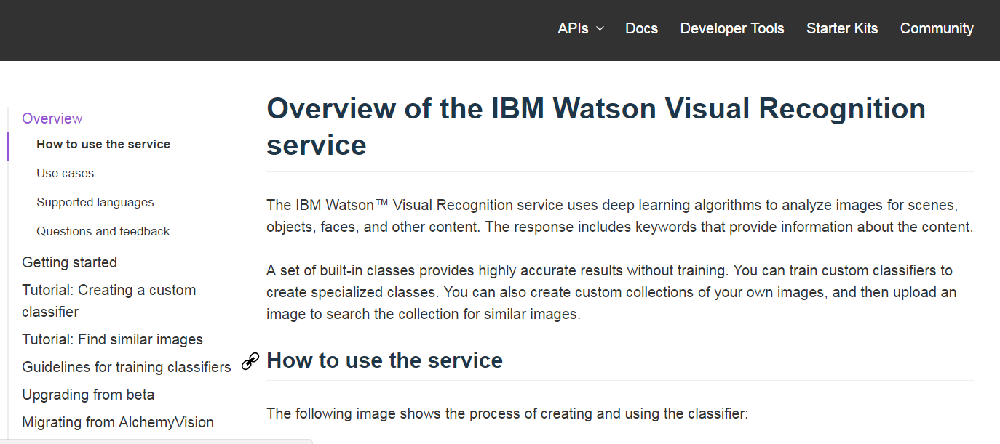 APIs Docs Developer Tools Starter Kits Community
Overview
How to use the service
Use cases
Supported languages
Questions and feedback
Getting started
Tutorial: Creating a custom
classifier
Tutorial: Find similar images
Guidelines for training classifiers
Upgrading from beta
Migrating from AlchemyVision
Overview of the IBM Watson Visual Recognition
service
The IBM Watson™ Visual Recognition service uses deep learning algorithms to analyze images for scenes,
objects, faces, and other content. The response includes keywords that provide information about the content.
A set of built-in classes provides highly accurate results without training. You can train custom classifiers to
create specialized classes. You can also create custom collections of your own images, and then upload an
image to search the collection for similar images.
How to use the service
The following image shows the process of creating and using the classifier: